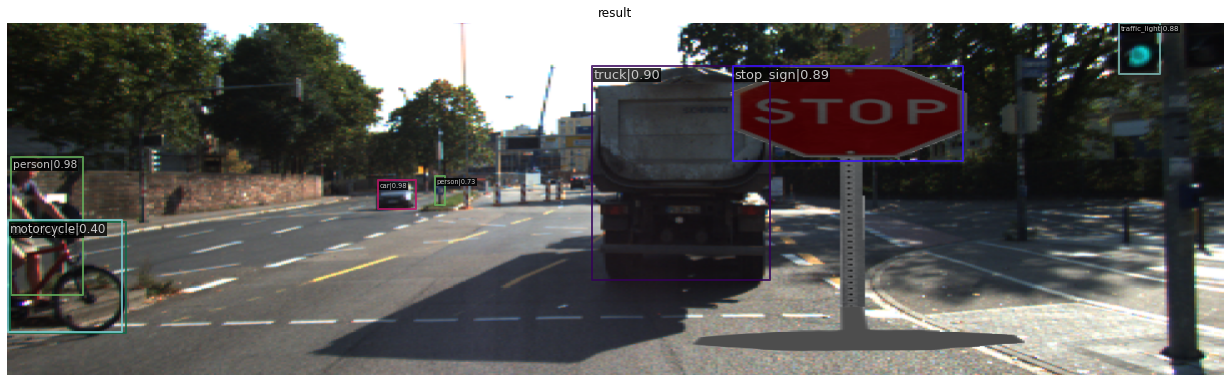 result
traffic_light|0.88
truck|0.90
stop_sign|0.89
STOP
person|0.98
car|0.98
person|0.73
motorcycle|0.40